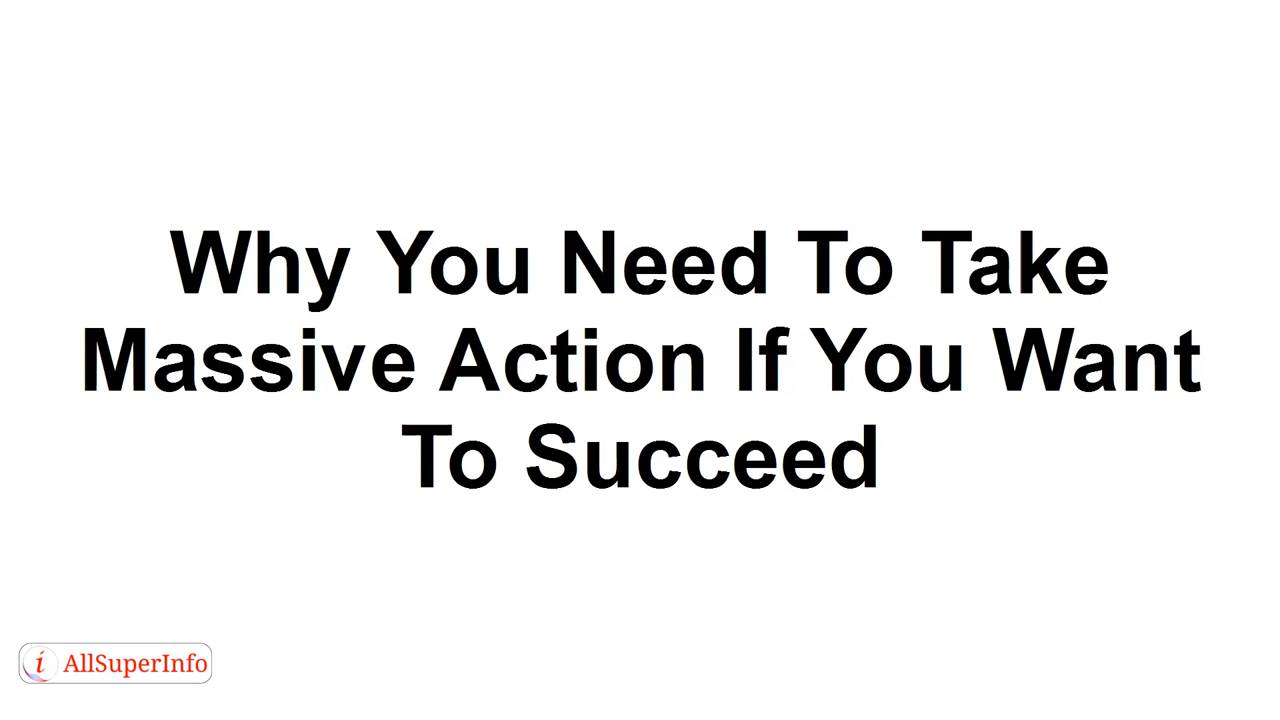 Why You Need To Take
Massive Action If You Want
To Succeed
i AllSuperInfo